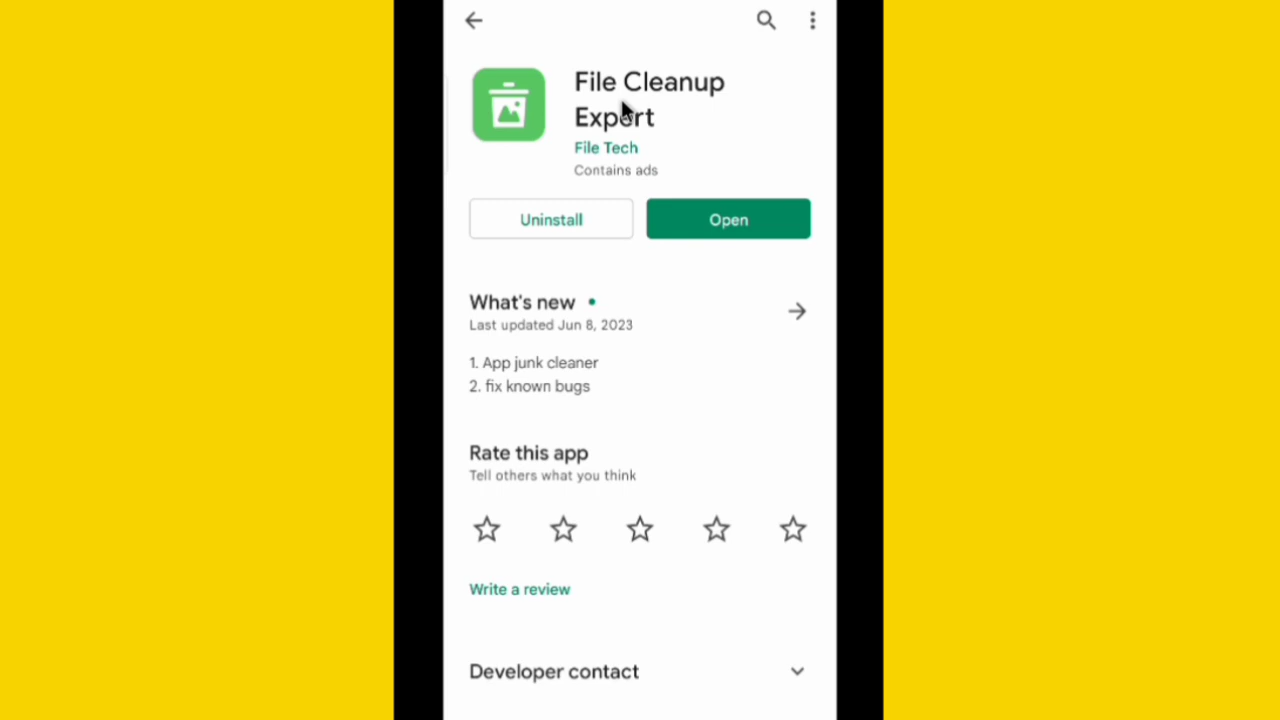 File Cleanup
Expert
File Tech
Contains ads
Uninstall
Open
What's new
Last updated Jun 8, 2023
1. App junk cleaner
2. fix known bugs
Rate this app
Tell others what you think
Write a review
Developer contact